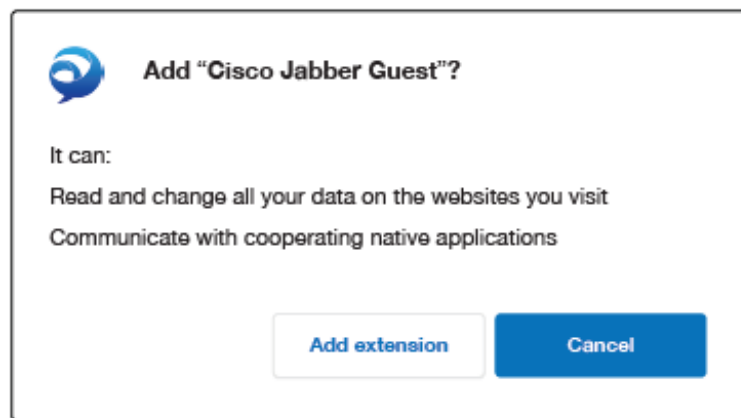 Add “Cisco Jabber Guest”?
It can:
Read and change all your data on the websites you visit
Communicate with cooperating native applications
Add extension
Cancel